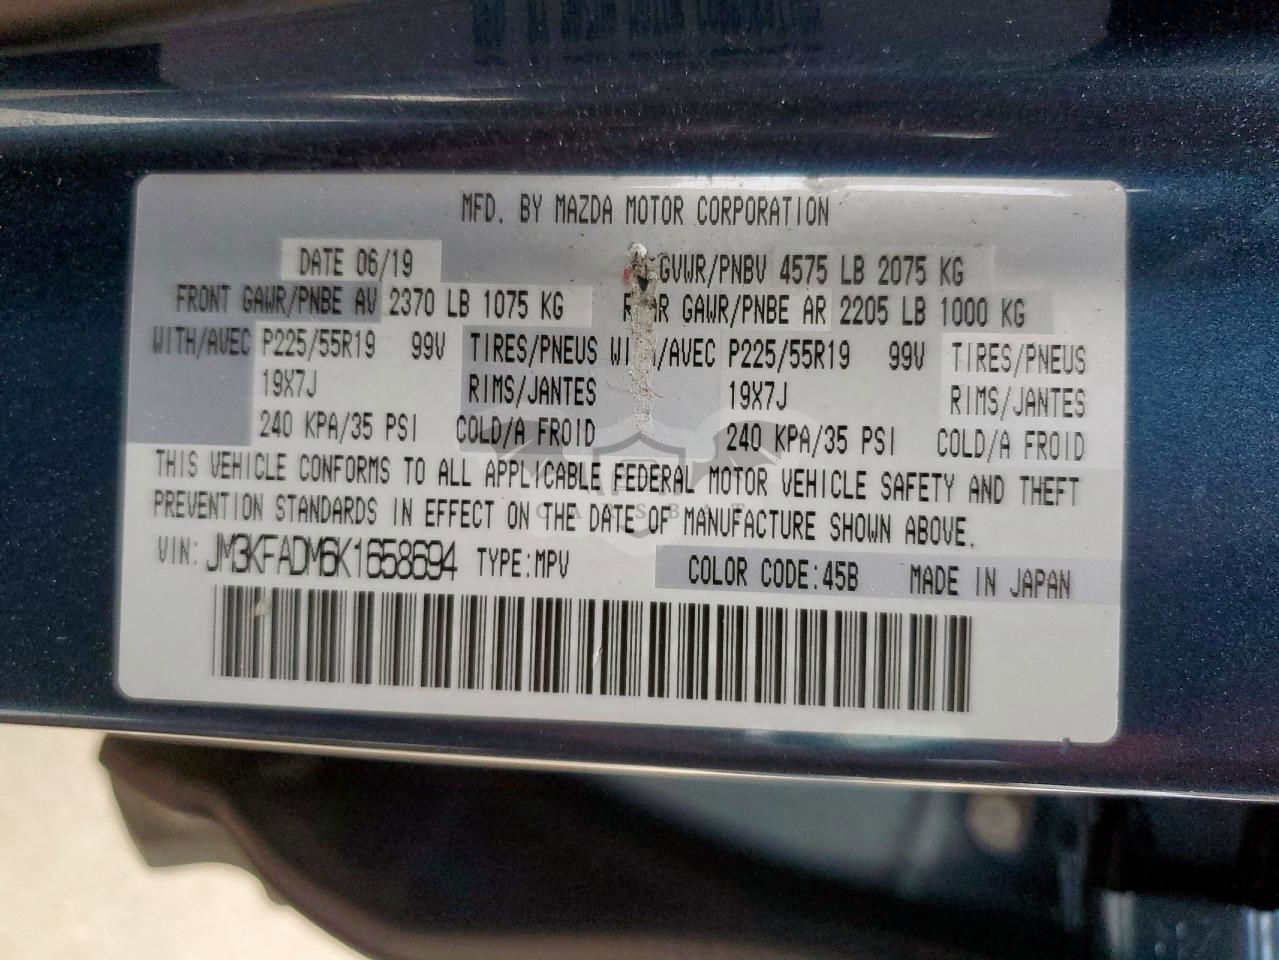 MFD. BY MAZDA MOTOR CORPORATION
DATE 06/19 GVWR/PNBV 4575 LB 2075 KG
FRONT GAWR/PNBE AV 2370 LB 1075 KG GAWR/PNBE AR 2205 LB 1000 KG
WITH/AVEC P225/55R19 99V TIRES/PNEUS WITH/AVEC P225/55R19 99V TIRES/PNEUS
19X7J RIMS/JANTES 19X7J RIMS/JANTES
240 KPA/35 PSI COLD/A FROID 240 KPA/35 PSI COLD/A FROID
THIS VEHICLE CONFORMS TO ALL APPLICABLE FEDERAL MOTOR VEHICLE SAFETY AND THEFT
PREVENTION STANDARDS IN EFFECT ON THE DATE OF MANUFACTURE SHOWN ABOVE.
VIN: JM3KFADM6K1658694 TYPE:MPV COLOR CODE:45B MADE IN JAPAN